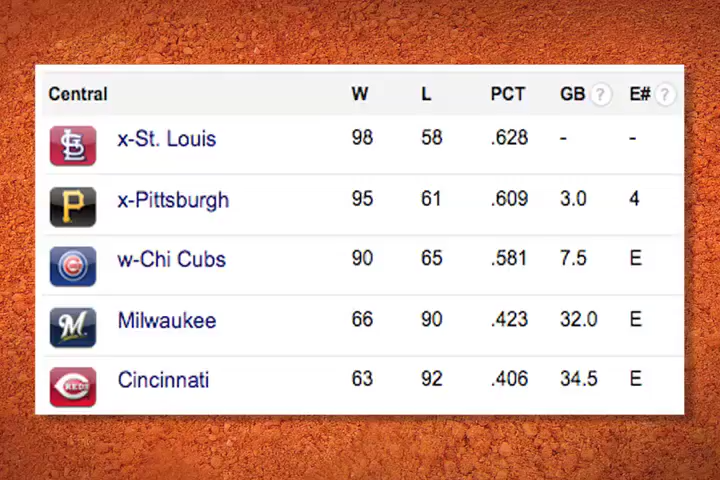 Central W L PCT GB ? E# ?
x-St. Louis 98 58 .628 - -
P x-Pittsburgh 95 61 .609 3.0 4
C w-Chi Cubs 90 65 .581 7.5 E
M Milwaukee 66 90 .423 32.0 E
REDS Cincinnati 63 92 .406 34.5 E